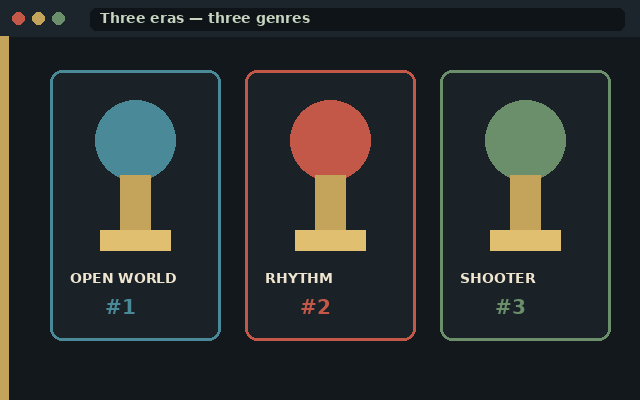 Three eras — three genres
OPEN WORLD
#1
RHYTHM
#2
SHOOTER
#3